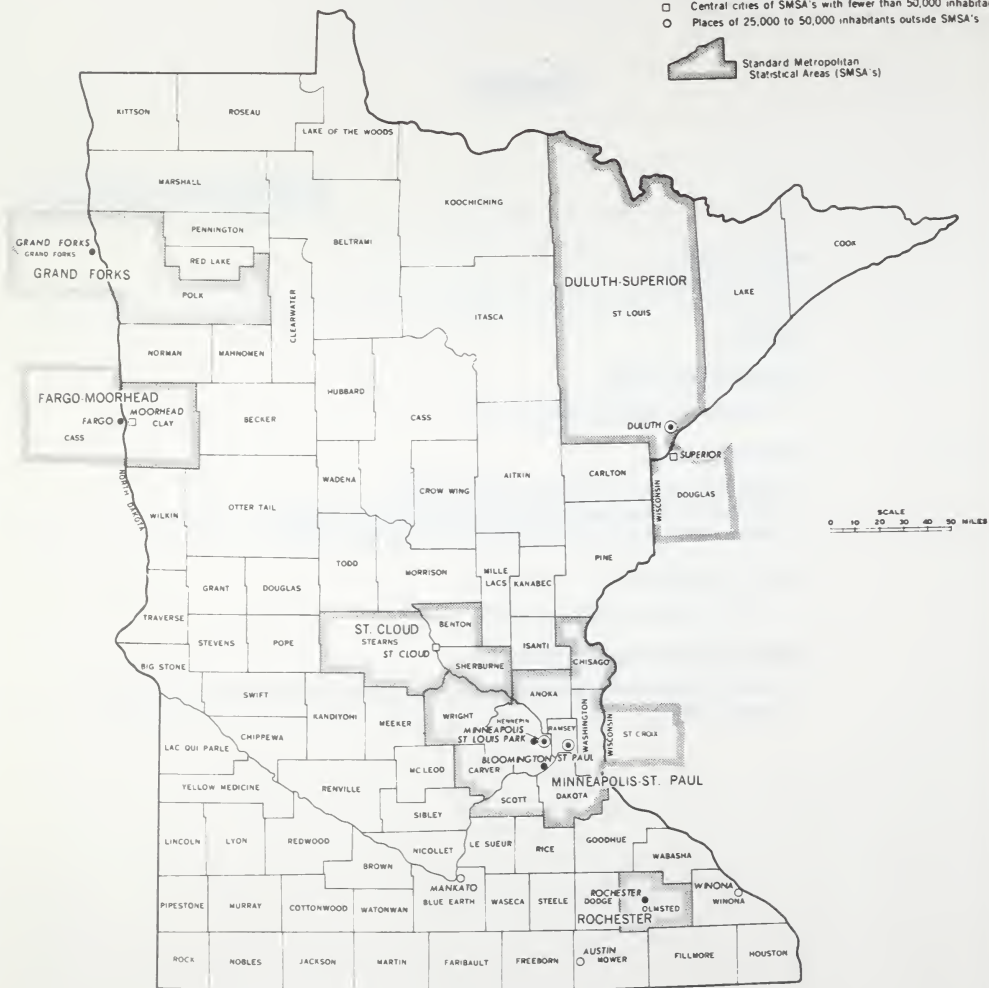 Central cities of SMSA's with fewer than 50,000
Places of 25,000 to 50,000 inhabitants outside SMSA's
Standard Metropolitan
Statistical Areas (SMSA's)
KITTSON
ROSEAU
LAKE OF THE WOODS
MARSHALL
KOOCHICHING
PENNINGTON
BELTRAMI
COOK
GRAND FORKS
GRAND FORKS
RED LAKE
GRAND FORKS
DULUTH-SUPERIOR
LAKE
POLK
CLEARWATER
ITASCA
ST LOUIS
NORMAN
MAHNOMEN
HUBBARD
CASS
FARGO-MOORHEAD
MOORHEAD
FARGO
CLAY
BECKER
CASS
DULUTH
SUPERIOR
AITKIN
CARLTON
WADENA
CROW WING
WISCONSIN
DOUGLAS
NORTH DAKOTA
OTTER TAIL
WILKIN
SCALE
0 10 20 30 40 50 MILES
PINE
TODD
MORRISON
MILLE
LACS
KANABEC
GRANT
DOUGLAS
TRAVERSE
BENTON
ST. CLOUD
STEARNS
ST CLOUD
STEVENS
POPE
ISANTI
CHISAGO
BIG STONE
SHERBURNE
ANOKA
SWIFT
KANDIYOHI
MEEKER
WRIGHT
HENNEPIN
RAMSEY
WASHINGTON
WISCONSIN
ST CROIX
CHIPPEWA
MINNEAPOLIS
ST LOUIS PARK
LAC QUI PARLE
BLOOMINGTON
ST PAUL
MC LEOD
CARVER
MINNEAPOLIS-ST. PAUL
YELLOW MEDICINE
RENVILLE
SCOTT
DAKOTA
SIBLEY
LINCOLN
LYON
REDWOOD
NICOLLET
LE SUEUR
RICE
GOODHUE
WABASHA
BROWN
MANKATO
ROCHESTER
WINONA
PIPESTONE
MURRAY
COTTONWOOD
WATONWAN
BLUE EARTH
WASECA
STEELE
DODGE
OLMSTED
WINONA
ROCHESTER
AUSTIN
ROCK
NOBLES
JACKSON
MARTIN
FARIBAULT
FREEBORN
MOWER
FILLMORE
HOUSTON